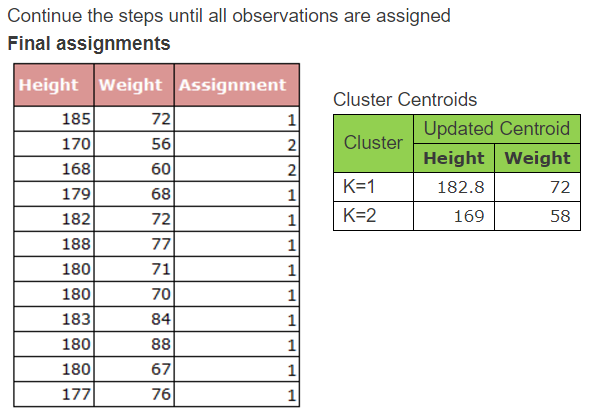 Continue the steps until all observations are assigned
Final assignments
Height Weight Assignment
185 72 1
170 56 2
168 60 2
179 68 1
182 72 1
188 77 1
180 71 1
180 70 1
183 84 1
180 88 1
180 67 1
177 76 1
Cluster Centroids
Cluster Updated Centroid
Height Weight
K=1 182.8 72
K=2 169 58